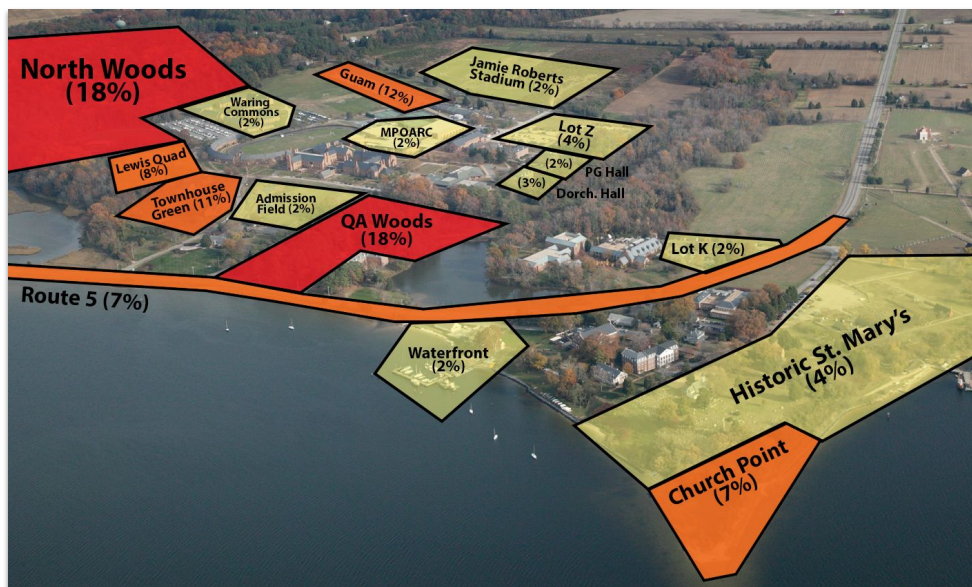 North Woods
(18%)
Waring
Commons
(2%)
Guam (12%)
Jamie Roberts
Stadium (2%)
MPOARC
(2%)
Lot Z
(4%)
(2%)
PG Hall
(3%)
Dorch. Hall
Lewis Quad
(8%)
Townhouse
Green (11%)
Admission
Field (2%)
QA Woods
(18%)
Lot K (2%)
Route 5 (7%)
Waterfront
(2%)
Historic St. Mary's
(4%)
Church Point
(7%)